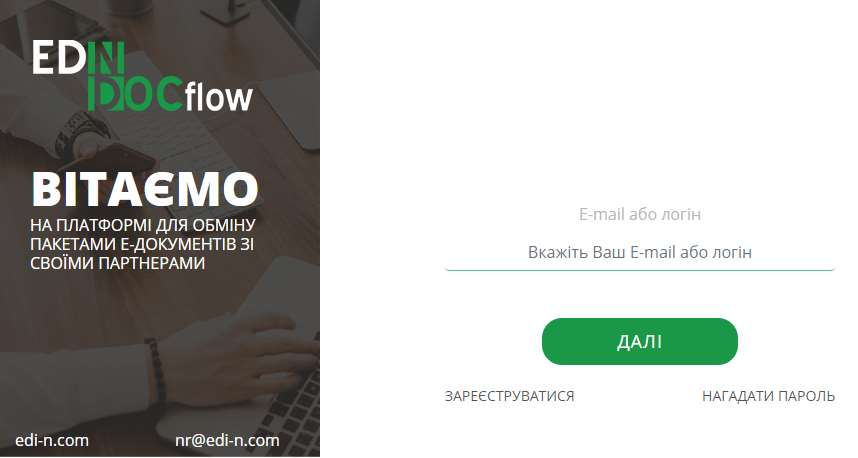 EDIN
DOCflow
ВІТАЄМО
НА ПЛАТФОРМІ ДЛЯ ОБМІНУ
ПАКЕТАМИ Е-ДОКУМЕНТІВ ЗІ
СВОЇМИ ПАРТНЕРАМИ
edi-n.com nr@edi-n.com
E-mail або логін
Вкажіть Ваш E-mail або логін
ДАЛІ
ЗАРЕЄСТРУВАТИСЯ НАГАДАТИ ПАРОЛЬ